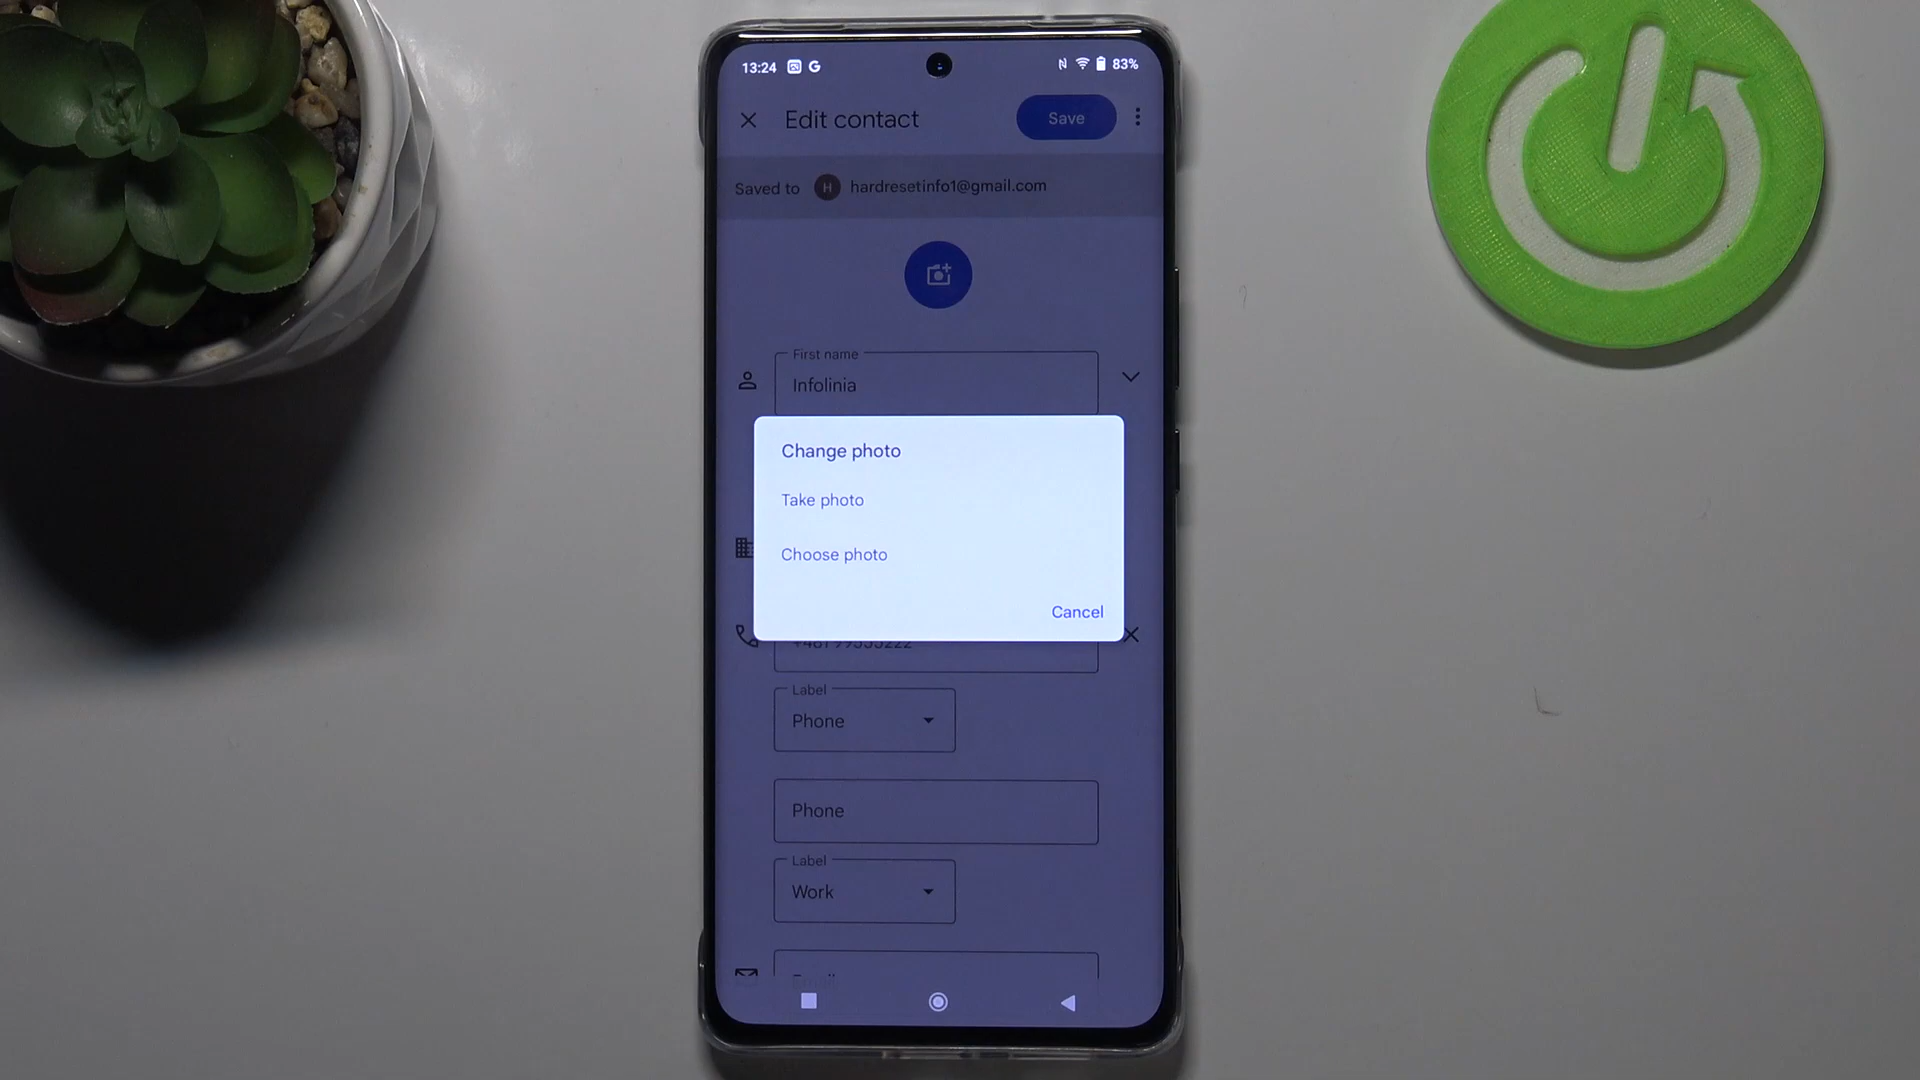 13:24 G 83%
Edit contact Save
Saved to H hardresetinfo1@gmail.com
First name
Infolinia
Change photo
Take photo
Choose photo
Cancel
Label
Phone
Phone
Label
Work
Email